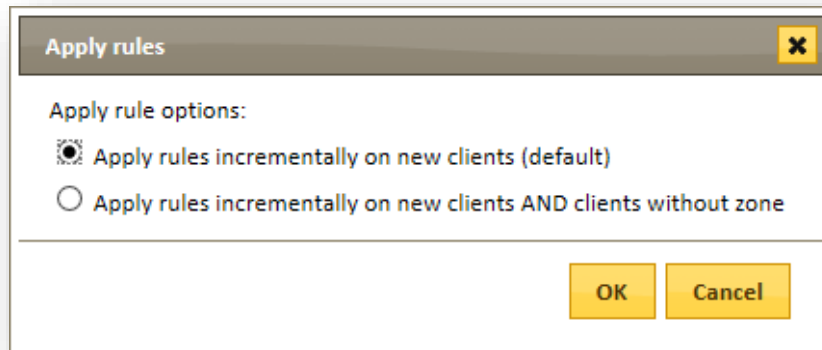 Apply rules
Apply rule options:
Apply rules incrementally on new clients (default)
Apply rules incrementally on new clients AND clients without zone
OK Cancel